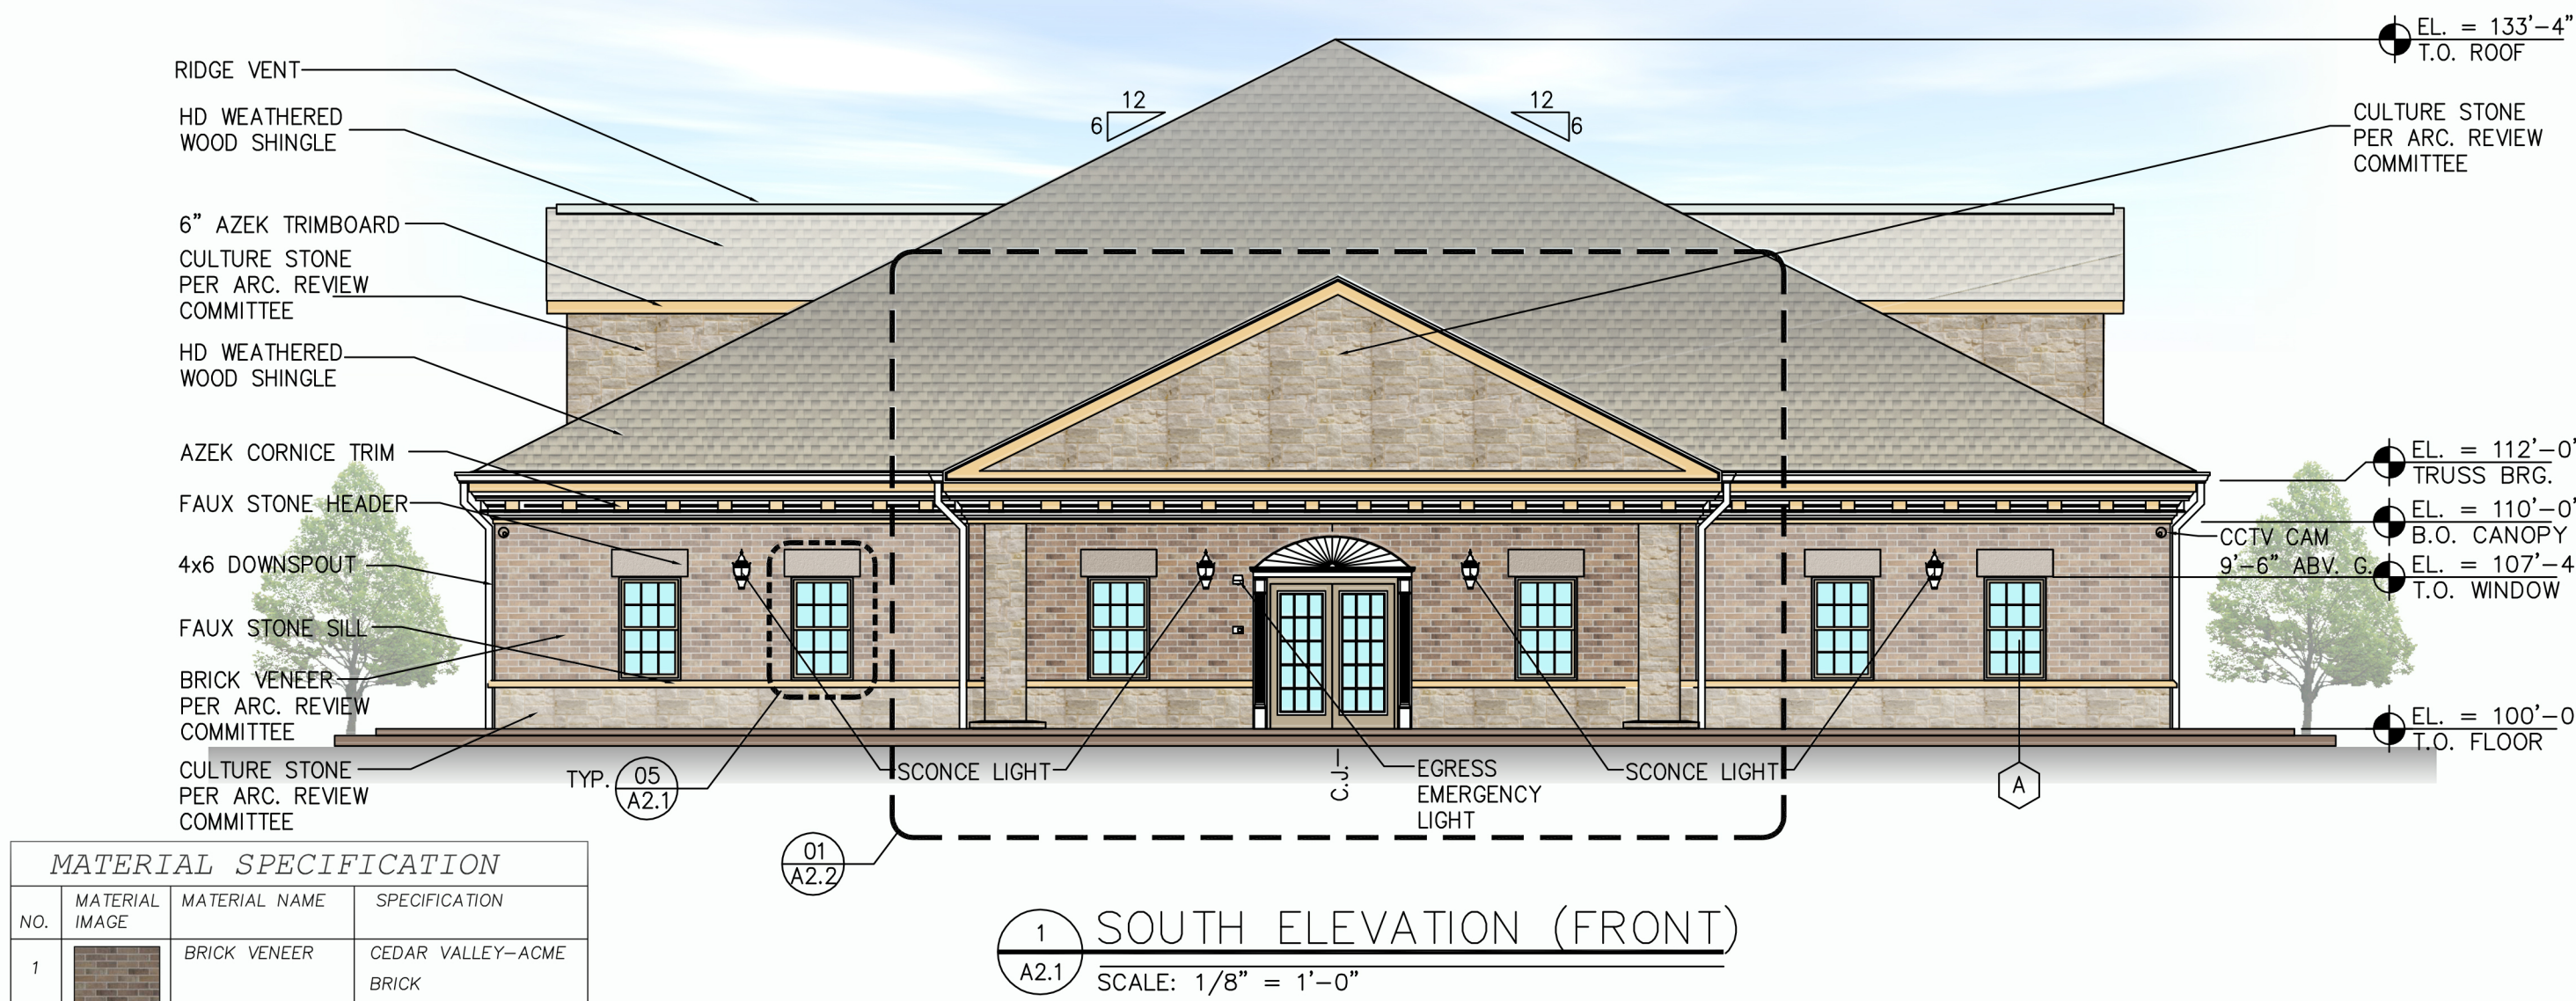 RIDGE VENT
HD WEATHERED
WOOD SHINGLE
6" AZEK TRIMBOARD
CULTURE STONE
PER ARC. REVIEW
COMMITTEE
HD WEATHERED
WOOD SHINGLE
AZEK CORNICE TRIM
FAUX STONE HEADER
4x6 DOWNSPOUT
FAUX STONE SILL
BRICK VENEER
PER ARC. REVIEW
COMMITTEE
CULTURE STONE
PER ARC. REVIEW
COMMITTEE
12
6
12
6
EL. = 133'-4"
T.O. ROOF
CULTURE STONE
PER ARC. REVIEW
COMMITTEE
EL. = 112'-0"
TRUSS BRG.
EL. = 110'-0"
B.O. CANOPY
CCTV CAM
9'-6" ABV. G.
EL. = 107'-4
T.O. WINDOW
EL. = 100'-0
T.O. FLOOR
TYP.
05
A2.1
SCONCE LIGHT
C.J.
EGRESS
EMERGENCY
LIGHT
SCONCE LIGHT
A
01
A2.2
1
A2.1
SOUTH ELEVATION (FRONT)
SCALE: 1/8" = 1'-0"
MATERIAL SPECIFICATION
NO.
MATERIAL
IMAGE
MATERIAL NAME
SPECIFICATION
1
BRICK VENEER
CEDAR VALLEY-ACME
BRICK